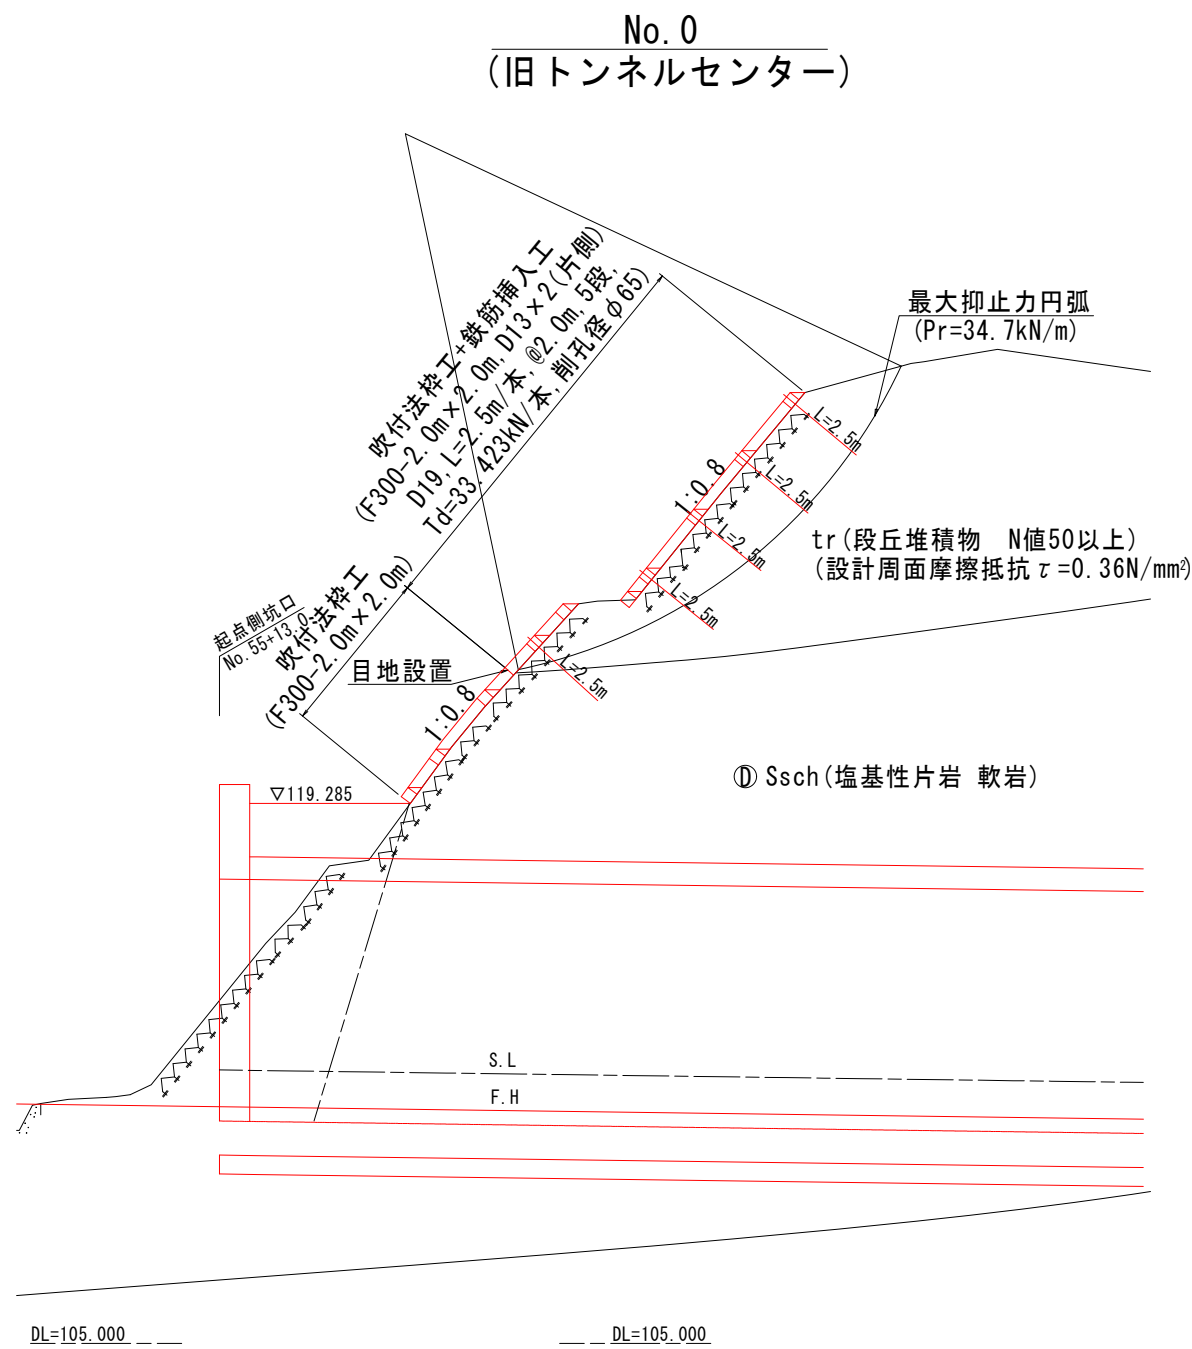 No.0
(旧トンネルセンター)
吹付法枠工+鉄筋挿入工
(F300-2.0m×2.0m, D13×2(片側)
D19, L=2.5m/本, @2.0m, 5段,
Td=33.423kN/本, 削孔径φ65)
最大抑止力円弧
(Pr=34.7kN/m)
L=2.5m
L=2.5m
L=2.5m
L=2.5m
L=2.5m
1:0.8
tr(段丘堆積物 N値50以上)
(設計周面摩擦抵抗τ=0.36N/mm²)
吹付法枠工
(F300-2.0m×2.0m)
起点側坑口
No.55+13.0
目地設置
1:0.8
Ⓓ Ssch(塩基性片岩 軟岩)
▽119.285
S.L
F.H
DL=105.000
DL=105.000